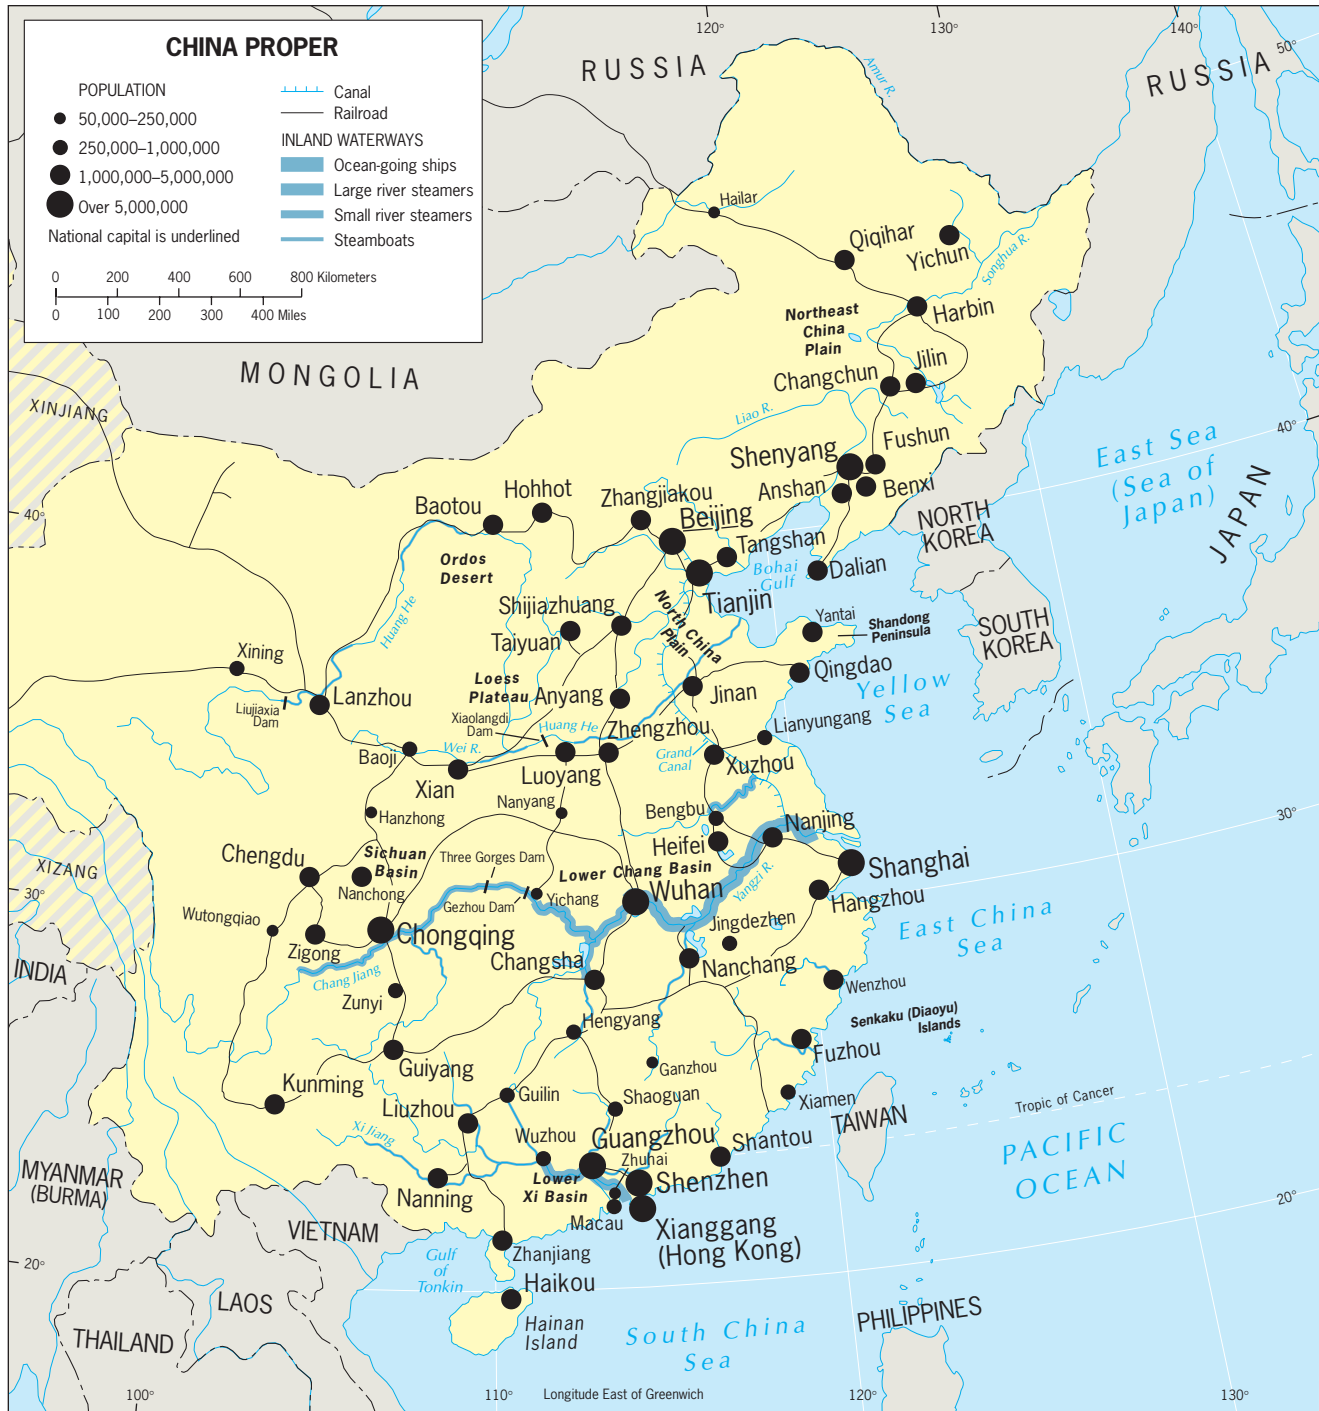 CHINA PROPER
POPULATION
50,000–250,000
250,000–1,000,000
1,000,000–5,000,000
Over 5,000,000
National capital is underlined
Canal
Railroad
INLAND WATERWAYS
Ocean-going ships
Large river steamers
Small river steamers
Steamboats
0 200 400 600 800 Kilometers
0 100 200 300 400 Miles
120°
130°
140°
50°
RUSSIA
RUSSIA
Amur R.
Hailar
Qiqihar
Yichun
Songhua R.
Harbin
Northeast
China
Plain
MONGOLIA
Jilin
Changchun
XINJIANG
Liao R.
40°
East Sea
(Sea of
Japan)
Fushun
Shenyang
Anshan
Benxi
JAPAN
Hohhot
Baotou
Zhangjiakou
Beijing
NORTH
KOREA
40°
Tangshan
Ordos
Desert
Bohai
Gulf
Dalian
Tianjin
North China
Plain
Shijiazhuang
Taiyuan
Yantai
Shandong
Peninsula
SOUTH
KOREA
Huang He
Xining
Qingdao
Loess
Plateau
Anyang
Jinan
Yellow
Sea
Lanzhou
Liujiaxia
Dam
Xiaolangdi
Dam
Huang He
Zhengzhou
Lianyungang
Wei R.
Baoji
Grand
Canal
Xuzhou
Xian
Luoyang
Nanyang
Hanzhong
Bengbu
Nanjing
30°
Heifei
Chengdu
Sichuan
Basin
Three Gorges Dam
Lower Chang Basin
Shanghai
XIZANG
30°
Nanchong
Gezhou Dam
Yichang
Wuhan
Yangzi R.
Hangzhou
Wutongqiao
Jingdezhen
East China
Sea
Chongqing
Zigong
Changsha
Nanchang
INDIA
Chang Jiang
Wenzhou
Zunyi
Hengyang
Senkaku (Diaoyu)
Islands
Fuzhou
Guiyang
Ganzhou
Kunming
Guilin
Shaoguan
Xiamen
Tropic of Cancer
Liuzhou
TAIWAN
Xi Jiang
Wuzhou
Guangzhou
Shantou
PACIFIC
OCEAN
Zhuhai
MYANMAR
(BURMA)
Lower
Xi Basin
Shenzhen
Nanning
20°
Macau
Xianggang
(Hong Kong)
VIETNAM
Zhanjiang
Gulf
of
Tonkin
20°
Haikou
LAOS
Hainan
Island
PHILIPPINES
THAILAND
South China
Sea
100°
110°
Longitude East of Greenwich
120°
130°